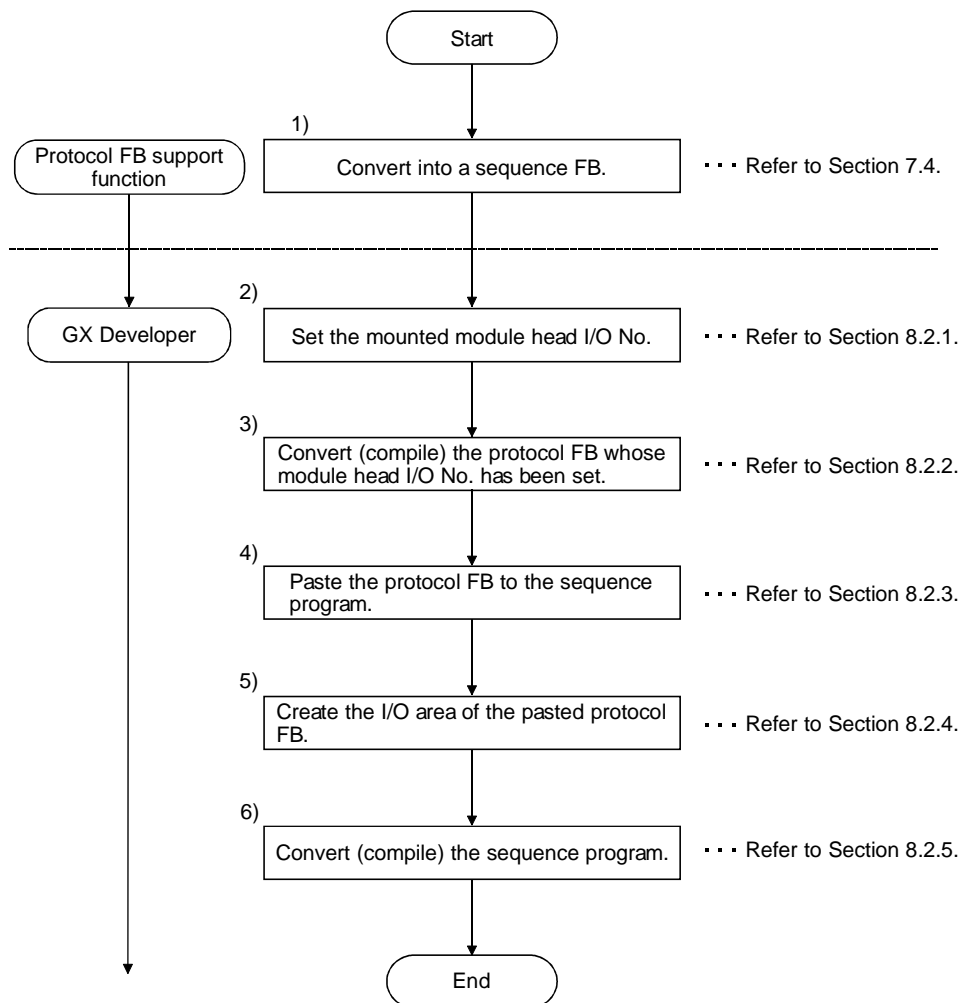 Start
1)
Protocol FB support
function
Convert into a sequence FB.
··· Refer to Section 7.4.
2)
GX Developer
Set the mounted module head I/O No.
··· Refer to Section 8.2.1.
3)
Convert (compile) the protocol FB whose
module head I/O No. has been set.
··· Refer to Section 8.2.2.
4)
Paste the protocol FB to the sequence
program.
··· Refer to Section 8.2.3.
5)
Create the I/O area of the pasted protocol
FB.
··· Refer to Section 8.2.4.
6)
Convert (compile) the sequence program.
··· Refer to Section 8.2.5.
End